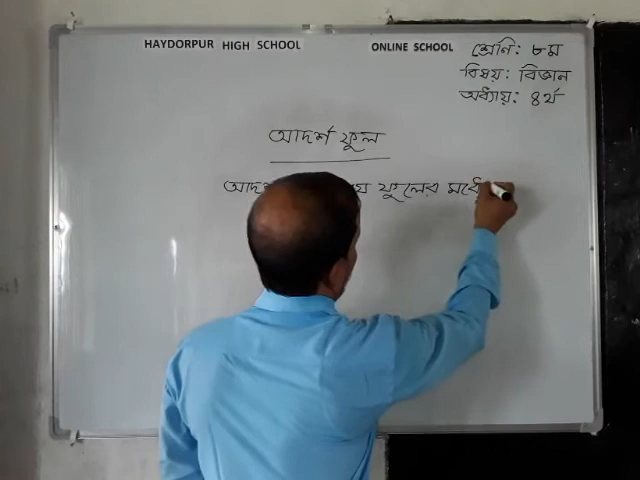 HAYDORPUR HIGH SCHOOL ONLINE SCHOOL
শ্রেণি: ৮ম
বিষয়: বিজ্ঞান
অধ্যায়: ৪র্থ
আদর্শ ফুল
যে ফুলের মধ্যে